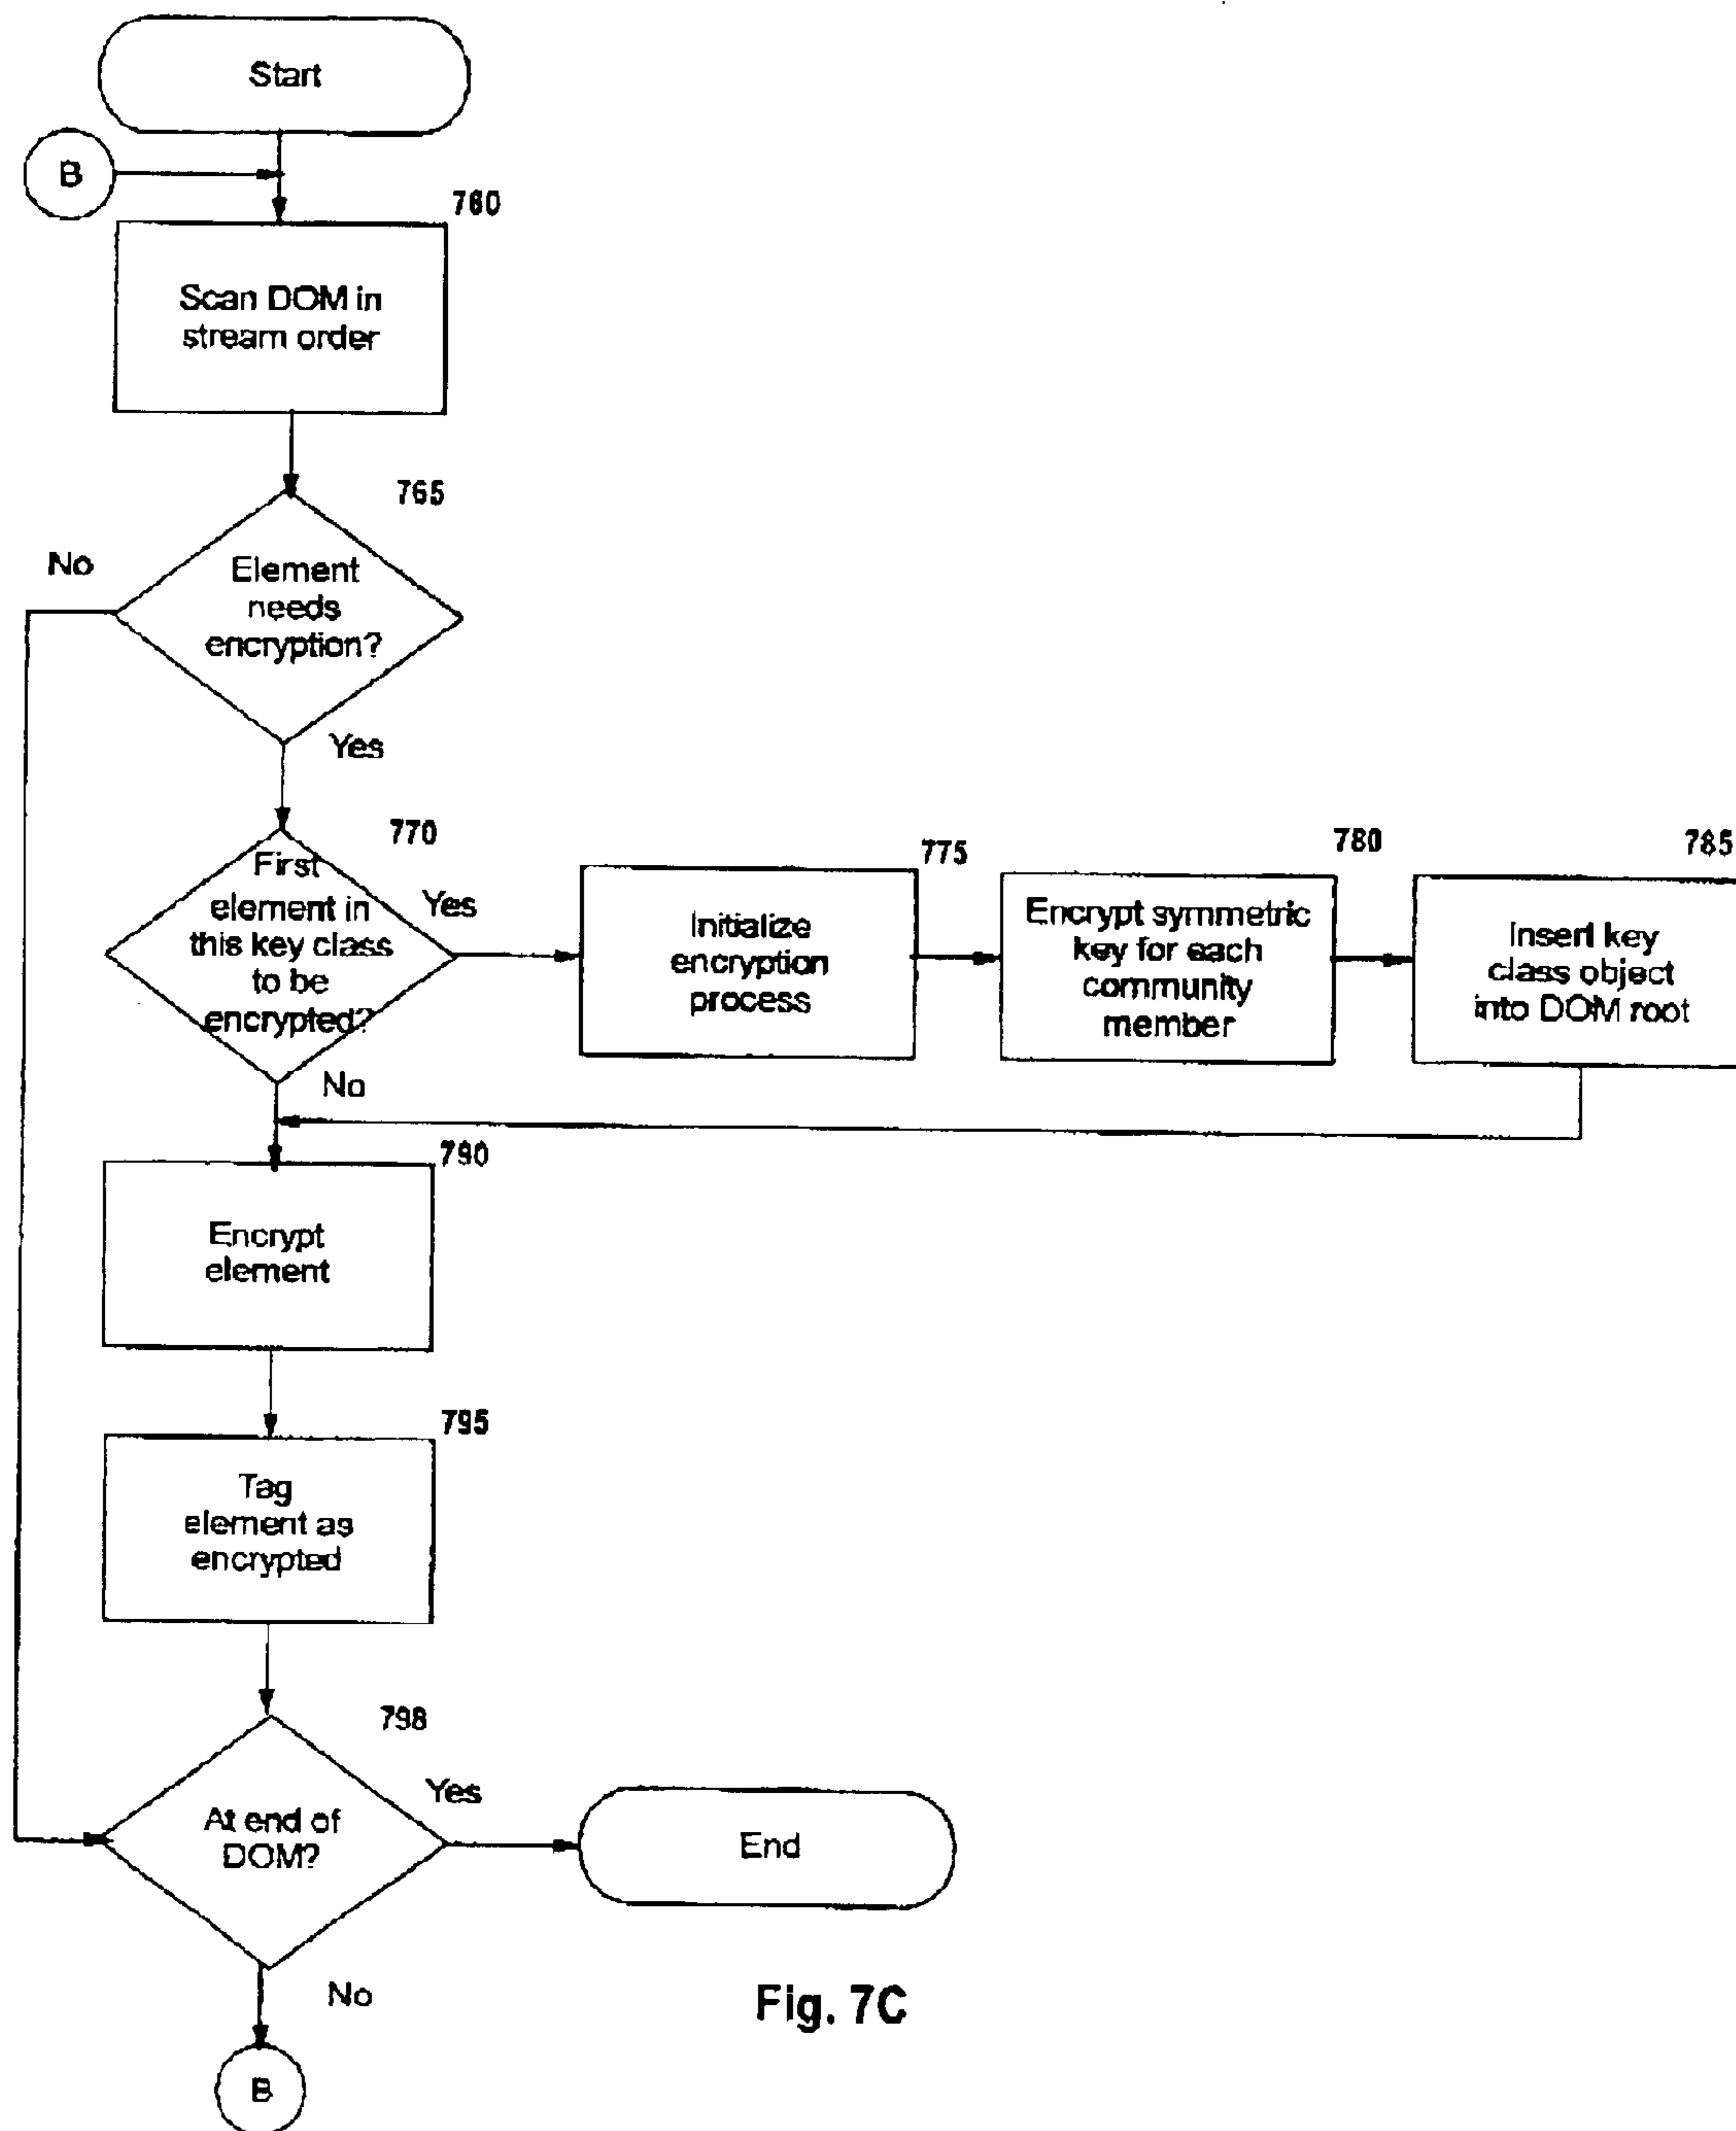 Start
B
760
Scan DOM in
stream order
765
No
Element
needs
encryption?
Yes
770
First
element in
this key class
to be
encrypted?
Yes
775
Initialize
encryption
process
780
Encrypt symmetric
key for each
community
member
785
Insert key
class object
into DOM root
No
790
Encrypt
element
795
Tag
element as
encrypted
798
At end of
DOM?
Yes
End
No
B
Fig. 7C